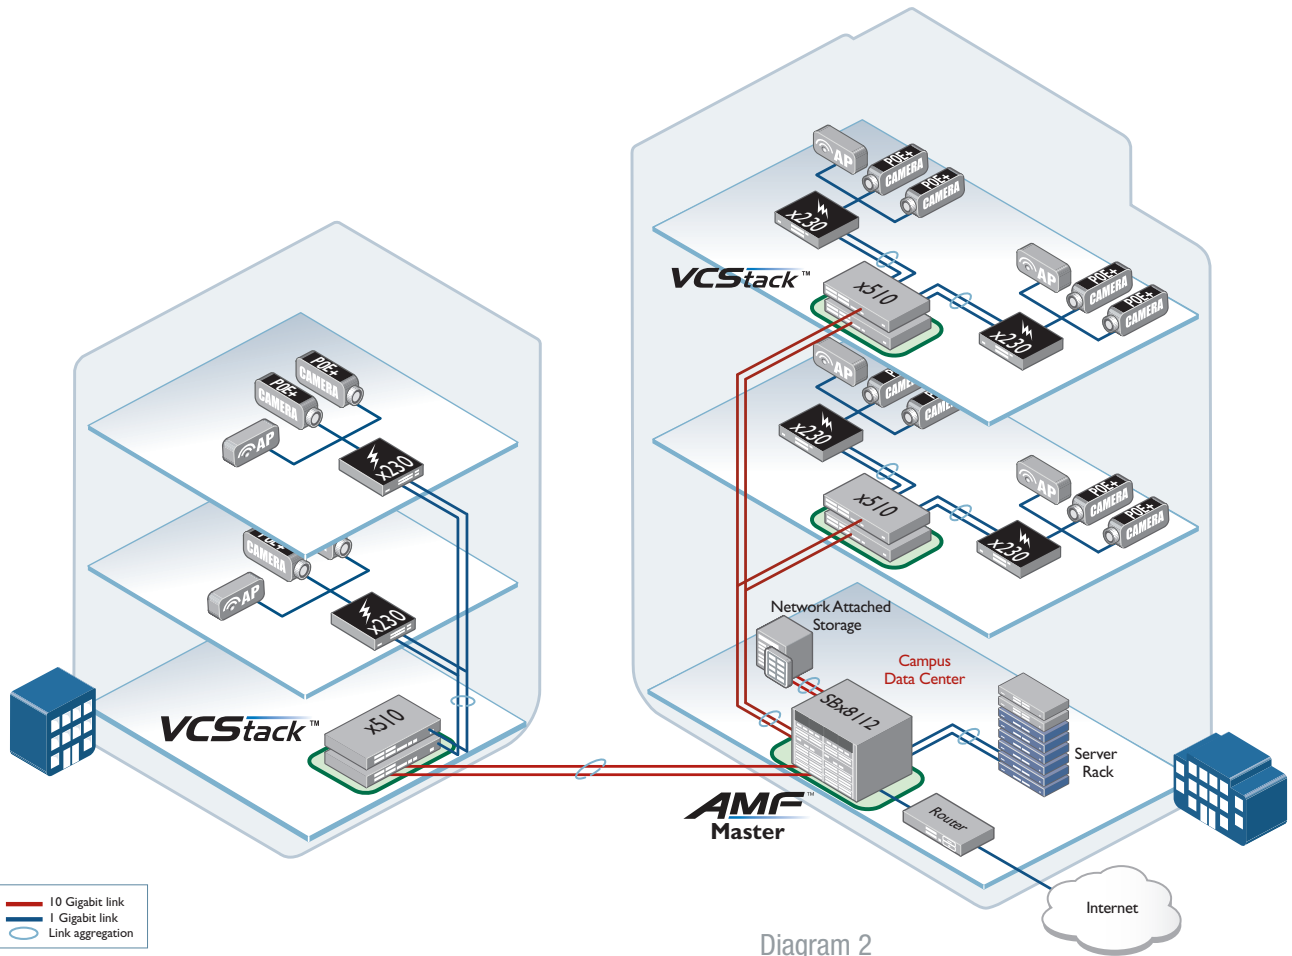 AP
POE+
CAMERA
POE+
CAMERA
x230
VCStack™
x510
AP
POE+
CAMERA
POE+
CAMERA
x230
AP
CAME
CAM
x230
x510
AP
POE+
CAMERA
POE+
CAMERA
x230
POE+
CAMERA
POE+
CAMERA
AP
x230
CAMERA
AP
x230
VCStack™
x510
Network Attached
Storage
Campus
Data Center
SBx8112
Server
Rack
AMF™
Master
Router
Internet
10 Gigabit link
1 Gigabit link
Link aggregation
Diagram 2